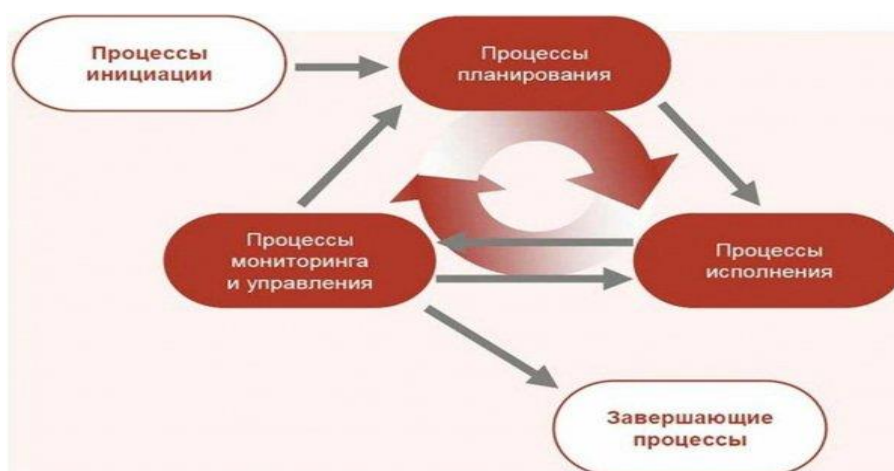 Процессы
инициации
Процессы
планирования
Процессы
мониторинга
и управления
Процессы
исполнения
Завершающие
процессы